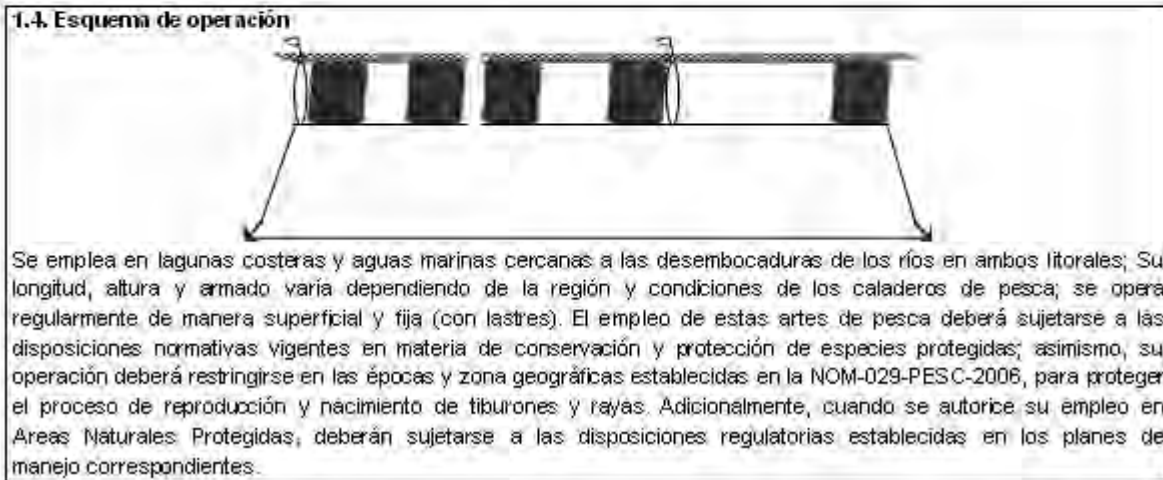 1.4. Esquema de operación
Se emplea en lagunas costeras y aguas marinas cercanas a las desembocaduras de los ríos en ambos litorales; Su
longitud, altura y armado varía dependiendo de la región y condiciones de los caladeros de pesca; se opera
regularmente de manera superficial y fija (con lastres). El empleo de estas artes de pesca deberá sujetarse a las
disposiciones normativas vigentes en materia de conservación y protección de especies protegidas; asimismo, su
operación deberá restringirse en las épocas y zona geográficas establecidas en la NOM-029-PESC-2006, para proteger
el proceso de reproducción y nacimiento de tiburones y rayas. Adicionalmente, cuando se autorice su empleo en
Areas Naturales Protegidas, deberán sujetarse a las disposiciones regulatorias establecidas en los planes de
manejo correspondientes.